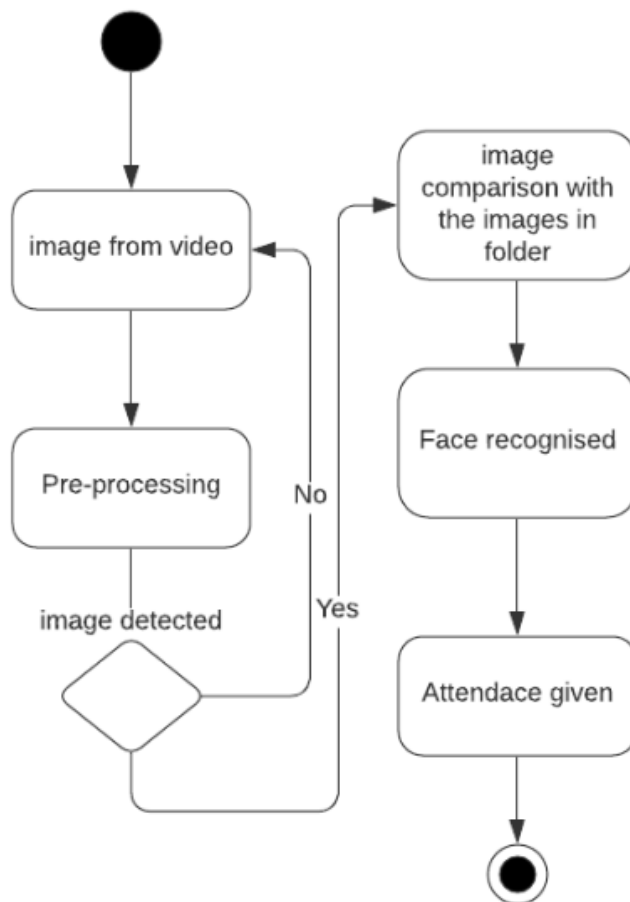 image from video
Pre-processing
image detected
No
Yes
image
comparison with
the images in
folder
Face recognised
Attendace given